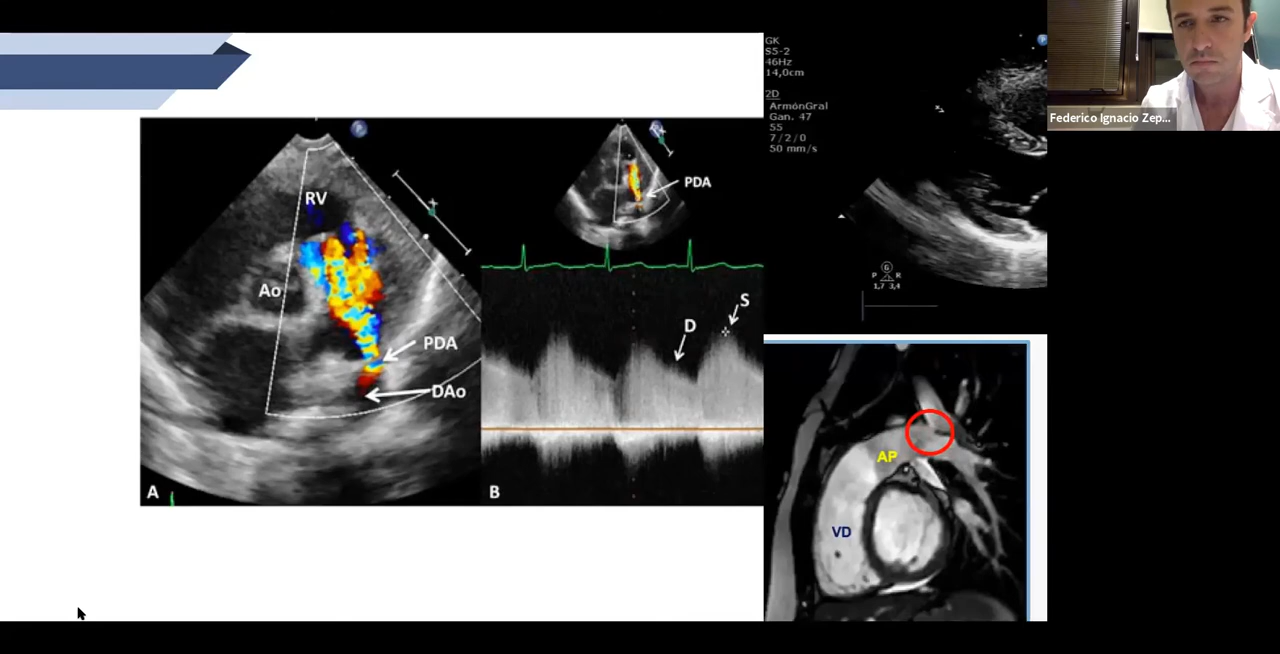 RV
Ao
PDA
DAo
A
PDA
D
S
B
GK
S5-2
46Hz
14,0cm
2D
ArmónGral
Gan. 47
55
7/2/0
50 mm/s
G
P R
1,7 3,4
P
AP
VD
Federico Ignacio Zep...